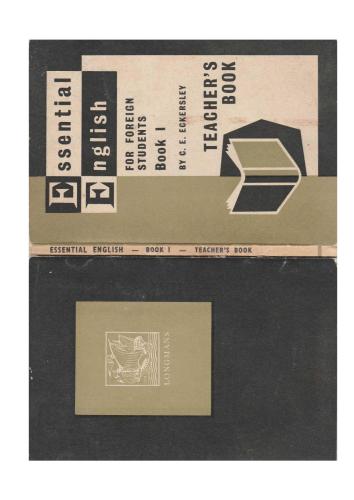 Essential
English
FOR FOREIGN
STUDENTS
Book I
BY C. E. ECKERSLEY
TEACHER'S
BOOK
ESSENTIAL ENGLISH — BOOK I — TEACHER'S BOOK
LONGMANS